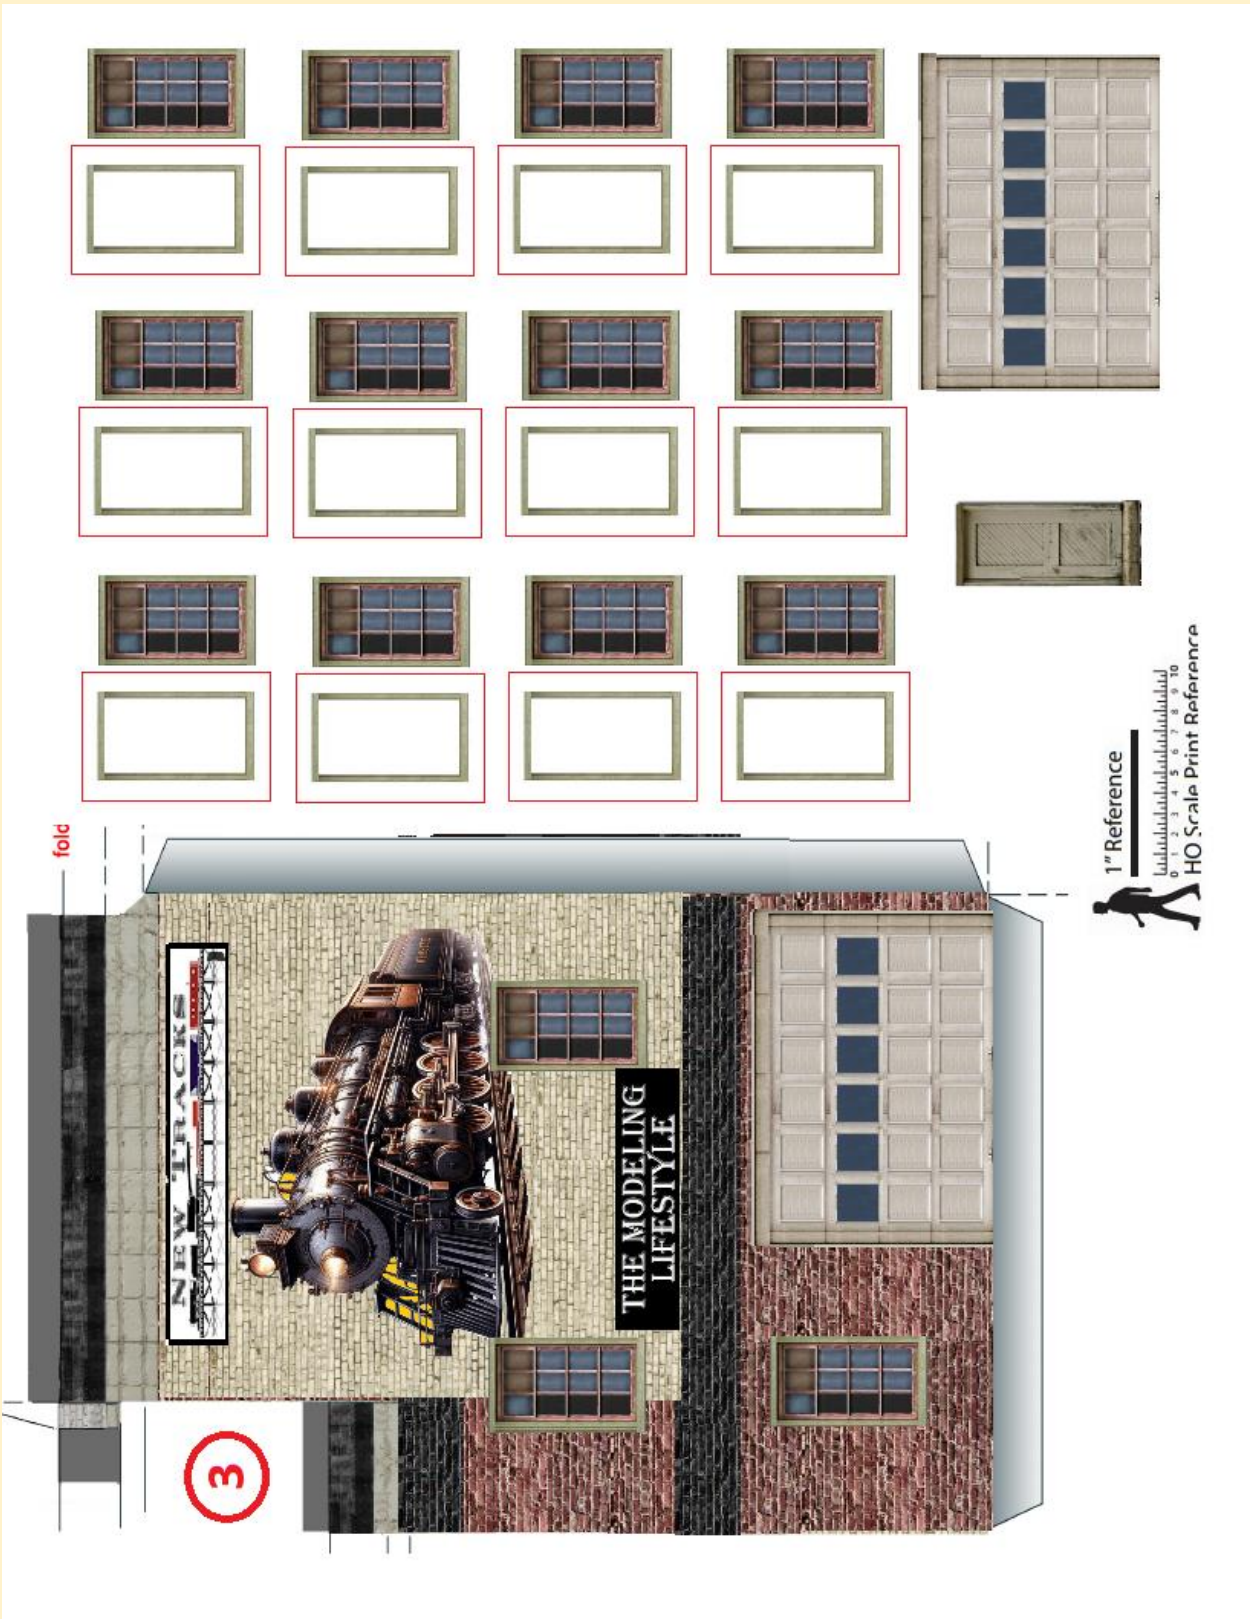 fold
NEW TRACKS
THE MODELING
LIFESTYLE
3
1" Reference
0 1 2 3 4 5 6 7 8 9 10
HO Scale Print Reference